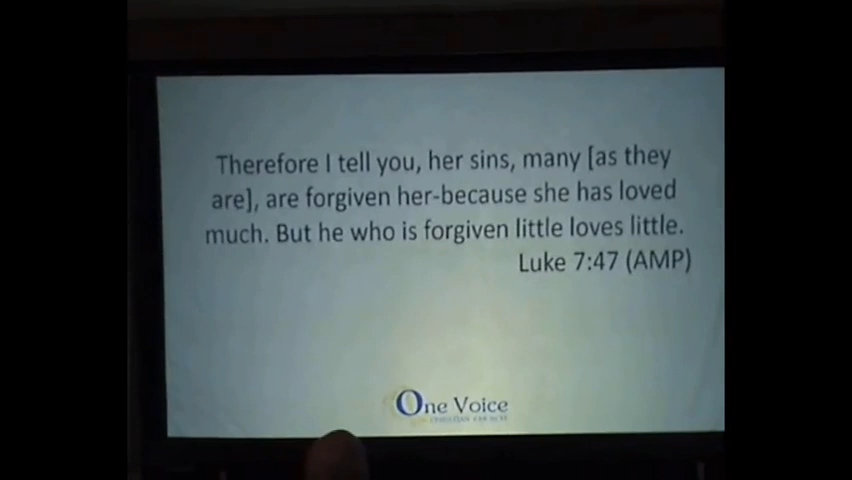 Therefore I tell you, her sins, many [as they
are], are forgiven her-because she has loved
much. But he who is forgiven little loves little.
Luke 7:47 (AMP)
One Voice